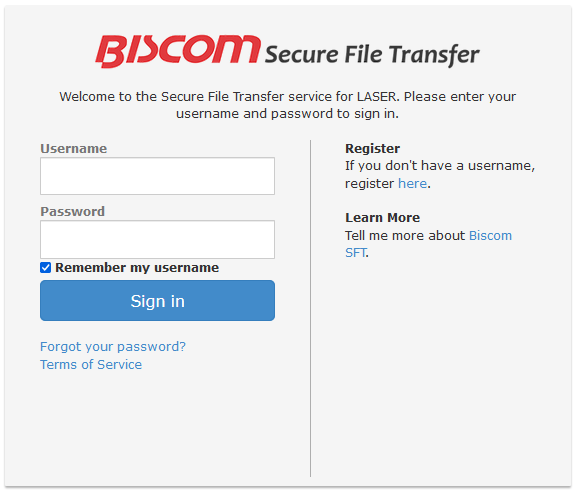 BISCOM Secure File Transfer
Welcome to the Secure File Transfer service for LASER. Please enter your
username and password to sign in.
Username
Password
Remember my username
Sign in
Forgot your password?
Terms of Service
Register
If you don't have a username,
register here.
Learn More
Tell me more about Biscom
SFT.